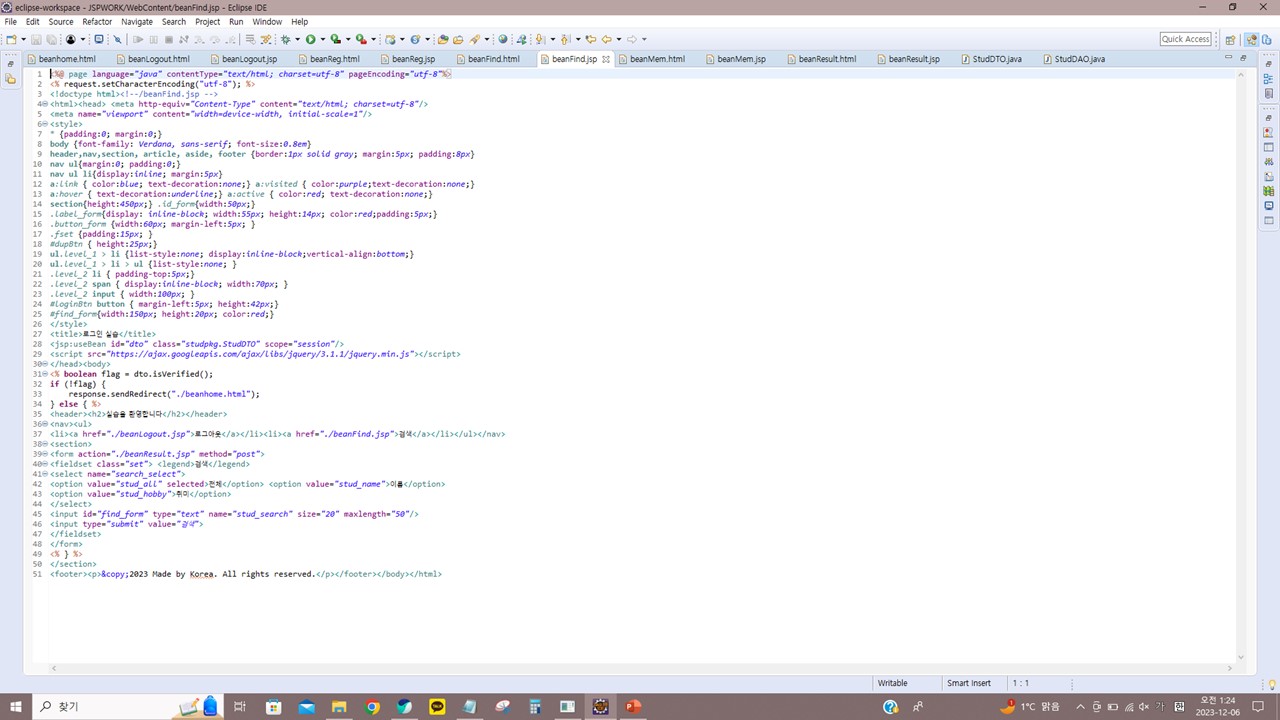 eclipse-workspace - JSPWORK/WebContent/beanFind.jsp - Eclipse IDE
File Edit Source Refactor Navigate Search Project Run Window Help
Quick Access
beanhome.html beanLogout.html beanLogout.jsp beanReg.html beanReg.jsp beanFind.html beanFind.jsp beanMem.html beanMem.jsp beanResult.html beanResult.jsp StudDTO.java StudDAO.java
1 <%@ page language="java" contentType="text/html; charset=utf-8" pageEncoding="utf-8"%>
2 <% request.setCharacterEncoding("utf-8"); %>
3 <!doctype html><!--/beanFind.jsp -->
4 <html><head> <meta http-equiv="Content-Type" content="text/html; charset=utf-8"/>
5 <meta name="viewport" content="width=device-width, initial-scale=1"/>
6 <style>
7 * {padding:0; margin:0;}
8 body {font-family: Verdana, sans-serif; font-size:0.8em}
9 header,nav,section, article, aside, footer {border:1px solid gray; margin:5px; padding:8px}
10 nav ul{margin:0; padding:0;}
11 nav ul li{display:inline; margin:5px}
12 a:link { color:blue; text-decoration:none;} a:visited { color:purple;text-decoration:none;}
13 a:hover { text-decoration:underline;} a:active { color:red; text-decoration:none;}
14 section{height:450px;} .id_form{width:50px;}
15 .label_form{display: inline-block; width:55px; height:14px; color:red;padding:5px;}
16 .button_form {width:60px; margin-left:5px; }
17 .fset {padding:15px; }
18 #dupBtn { height:25px;}
19 ul.level_1 > li {list-style:none; display:inline-block;vertical-align:bottom;}
20 ul.level_1 > li > ul {list-style:none; }
21 .level_2 li { padding-top:5px;}
22 .level_2 span { display:inline-block; width:70px; }
23 .level_2 input { width:100px; }
24 #loginBtn button { margin-left:5px; height:42px;}
25 #find_form{width:150px; height:20px; color:red;}
26 </style>
27 <title>로그인 실습</title>
28 <jsp:useBean id="dto" class="studpkg.StudDTO" scope="session"/>
29 <script src="https://ajax.googleapis.com/ajax/libs/jquery/3.1.1/jquery.min.js"></script>
30 </head><body>
31 <% boolean flag = dto.isVerified();
32 if (!flag) {
33 response.sendRedirect("./beanhome.html");
34 } else { %>
35 <header><h2>실습을 환영합니다</h2></header>
36 <nav><ul>
37 <li><a href="./beanLogout.jsp">로그아웃</a></li><li><a href="./beanFind.jsp">검색</a></li></ul></nav>
38 <section>
39 <form action="./beanResult.jsp" method="post">
40 <fieldset class="set"> <legend>검색</legend>
41 <select name="search_select">
42 <option value="stud_all" selected>전체</option> <option value="stud_name">이름</option>
43 <option value="stud_hobby">취미</option>
44 </select>
45 <input id="find_form" type="text" name="stud_search" size="20" maxlength="50"/>
46 <input type="submit" value="검색">
47 </fieldset>
48 </form>
49 <% } %>
50 </section>
51 <footer><p>&copy;2023 Made by Korea. All rights reserved.</p></footer></body></html>
Writable Smart Insert 1 : 1
찾기
1°C 맑음
가
오전 1:24
2023-12-06